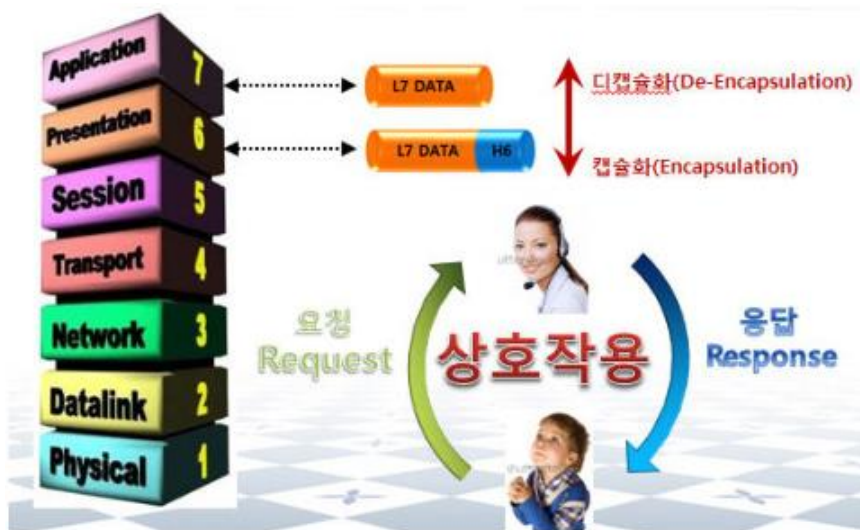 Application 7
Presentation 6
Session 5
Transport 4
Network 3
Datalink 2
Physical 1
L7 DATA
L7 DATA H6
디캡슐화(De-Encapsulation)
캡슐화(Encapsulation)
요청
Request
상호작용
응답
Response